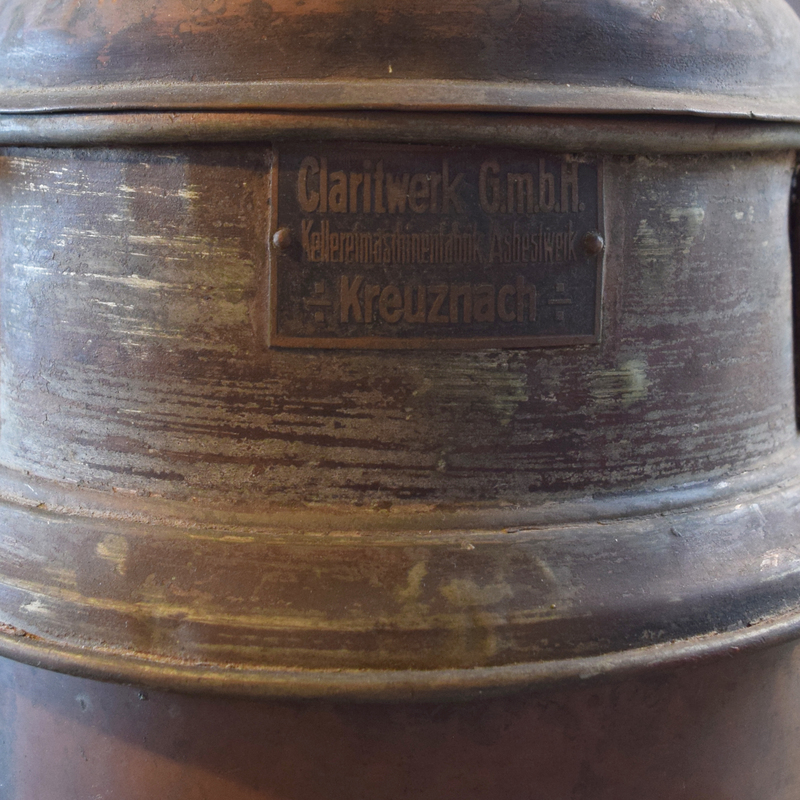 Claritwerk G.m.b.H.
Kellereimaschinenfabrik, Asbestwerk
÷ Kreuznach ÷